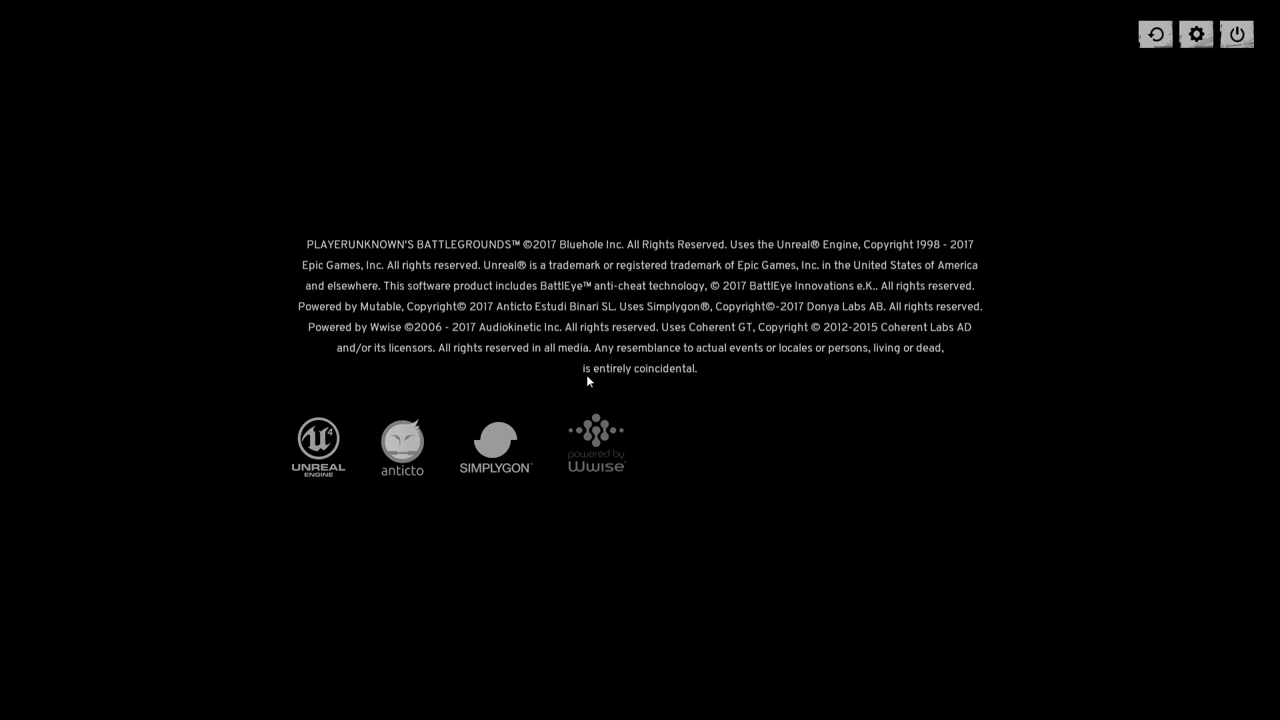 PLAYERUNKNOWN'S BATTLEGROUNDS™ ©2017 Bluehole Inc. All Rights Reserved. Uses the Unreal® Engine, Copyright 1998 - 2017
Epic Games, Inc. All rights reserved. Unreal® is a trademark or registered trademark of Epic Games, Inc. in the United States of America
and elsewhere. This software product includes BattlEye™ anti-cheat technology, © 2017 BattlEye Innovations e.K.. All rights reserved.
Powered by Mutable, Copyright© 2017 Anticto Estudi Binari SL. Uses Simplygon®, Copyright©-2017 Donya Labs AB. All rights reserved.
Powered by Wwise ©2006 - 2017 Audiokinetic Inc. All rights reserved. Uses Coherent GT, Copyright © 2012-2015 Coherent Labs AD
and/or its licensors. All rights reserved in all media. Any resemblance to actual events or locales or persons, living or dead,
is entirely coincidental.
U4
UNREAL
ENGINE
anticto
SIMPLYGON
powered by
Wwise